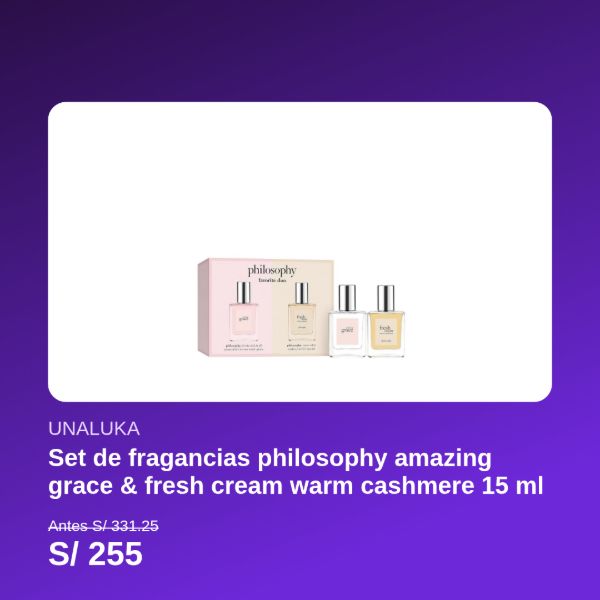 philosophy
favorite duo
UNALUKA
Set de fragancias philosophy amazing
grace & fresh cream warm cashmere 15 ml
Antes S/ 331.25
S/ 255